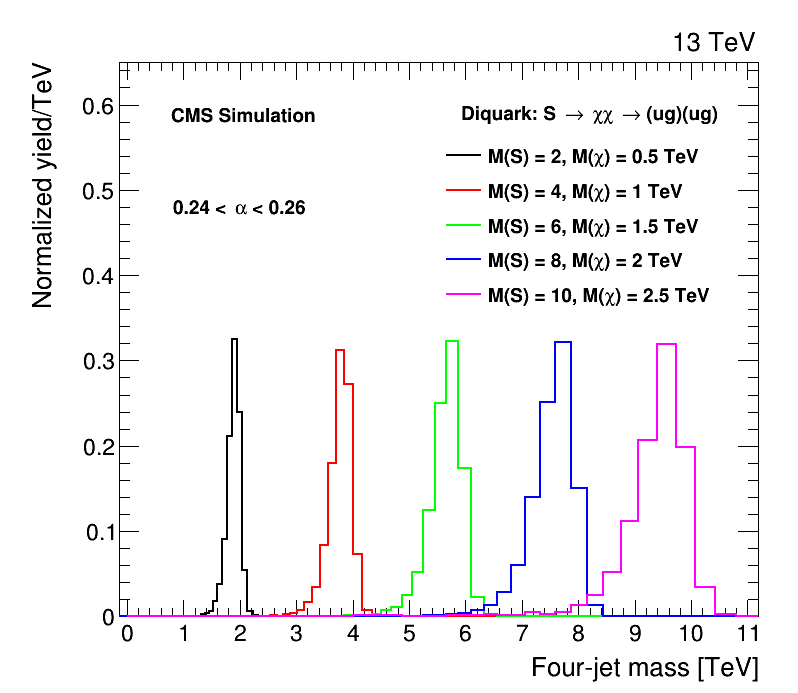 13 TeV
Normalized yield/TeV
CMS Simulation
Diquark: S → χχ → (ug)(ug)
M(S) = 2, M(χ) = 0.5 TeV
M(S) = 4, M(χ) = 1 TeV
0.24 < α < 0.26
M(S) = 6, M(χ) = 1.5 TeV
M(S) = 8, M(χ) = 2 TeV
M(S) = 10, M(χ) = 2.5 TeV
0.6
0.5
0.4
0.3
0.2
0.1
0
0 1 2 3 4 5 6 7 8 9 10 11
Four-jet mass [TeV]